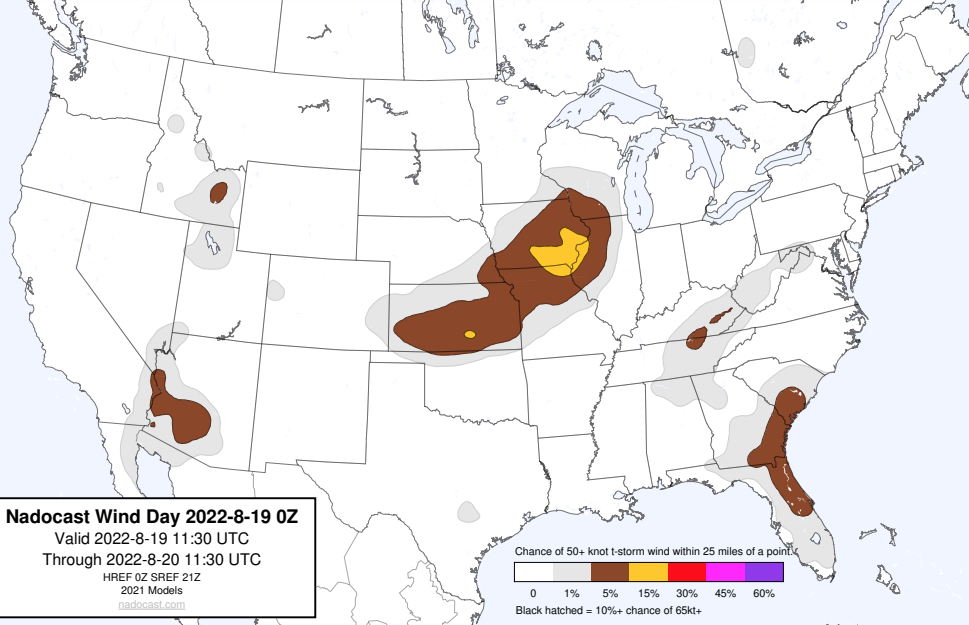 Nadocast Wind Day 2022-8-19 0Z
Valid 2022-8-19 11:30 UTC
Through 2022-8-20 11:30 UTC
HREF 0Z SREF 21Z
2021 Models
nadocast.com
Chance of 50+ knot t-storm wind within 25 miles of a point.
0 1% 5% 15% 30% 45% 60%
Black hatched = 10%+ chance of 65kt+